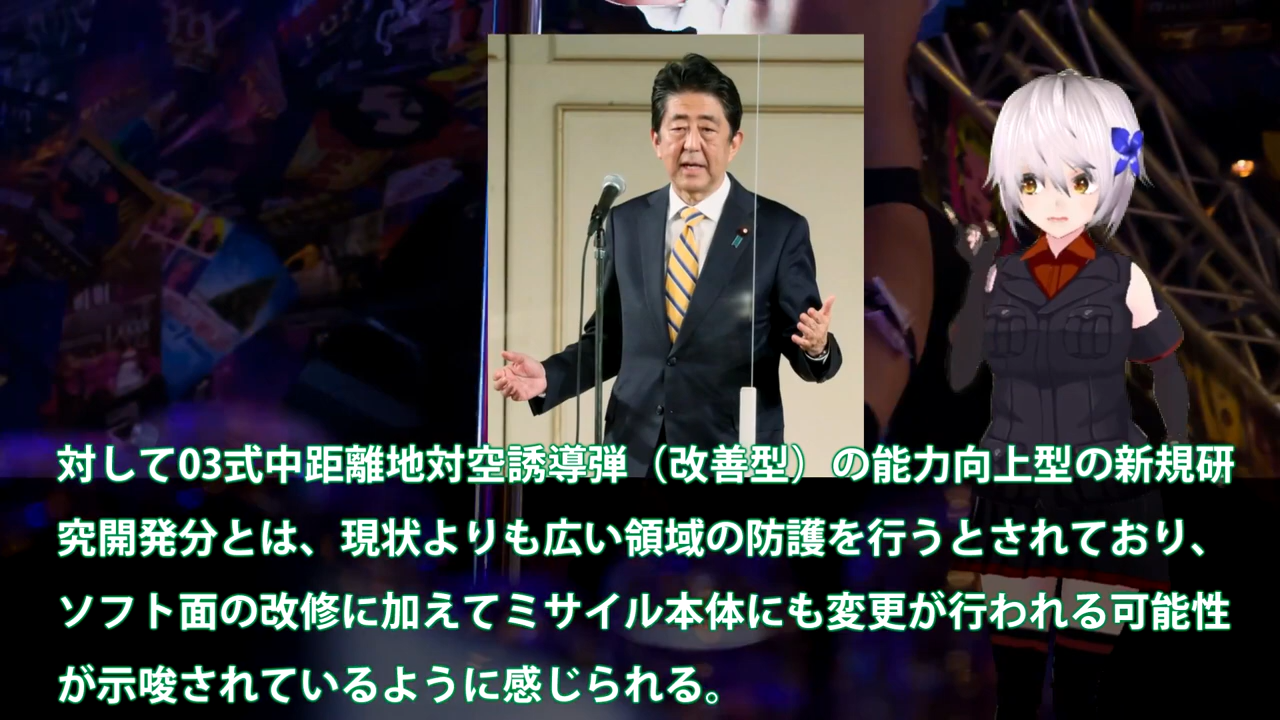 対して03式中距離地対空誘導弾（改善型）の能力向上型の新規研
究開発分とは、現状よりも広い領域の防護を行うとされており、
ソフト面の改修に加えてミサイル本体にも変更が行われる可能性
が示唆されているように感じられる。